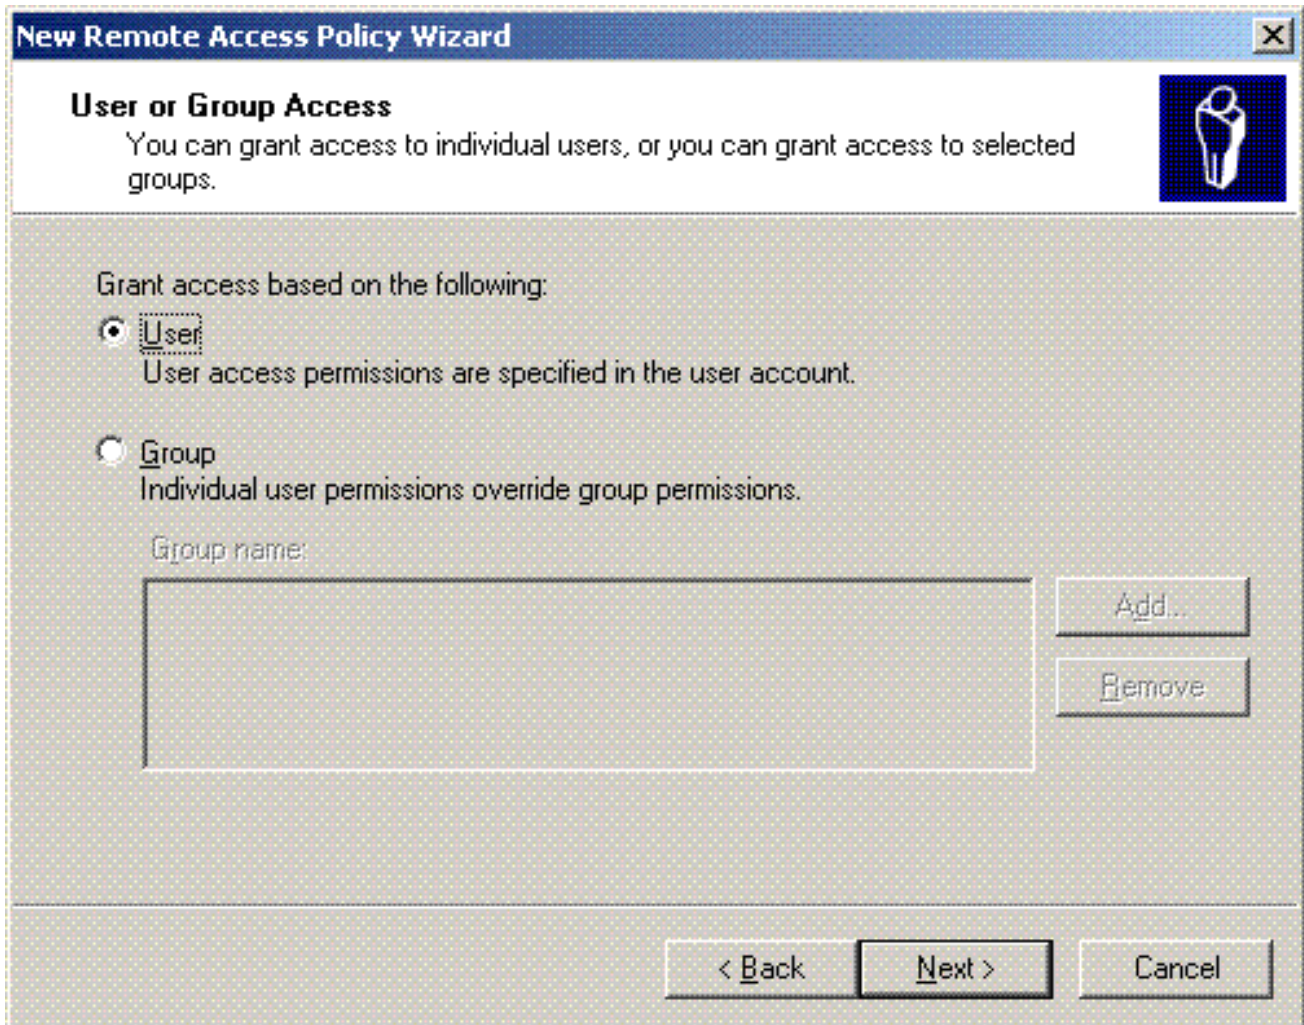 New Remote Access Policy Wizard
User or Group Access
You can grant access to individual users, or you can grant access to selected
groups.
Grant access based on the following:
User
User access permissions are specified in the user account.
Group
Individual user permissions override group permissions.
Group name:
Add...
Remove
< Back
Next >
Cancel